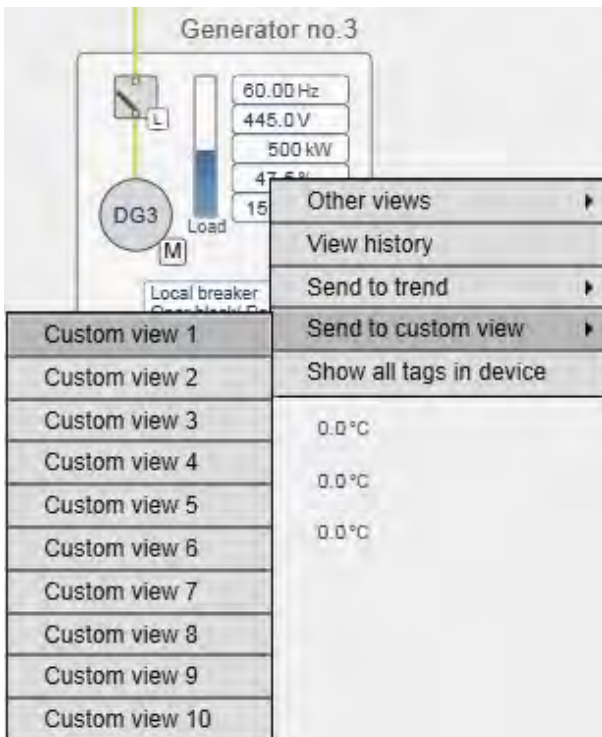 Generator no.3
60.00 Hz
L
445.0 V
500 kW
DG3
15
Load
M
Other views
View history
Local breaker
Send to trend
Send to custom view
Show all tags in device
Custom view 1
Custom view 2
Custom view 3
Custom view 4
Custom view 5
Custom view 6
Custom view 7
Custom view 8
Custom view 9
Custom view 10
0.0°C
0.0°C
0.0°C